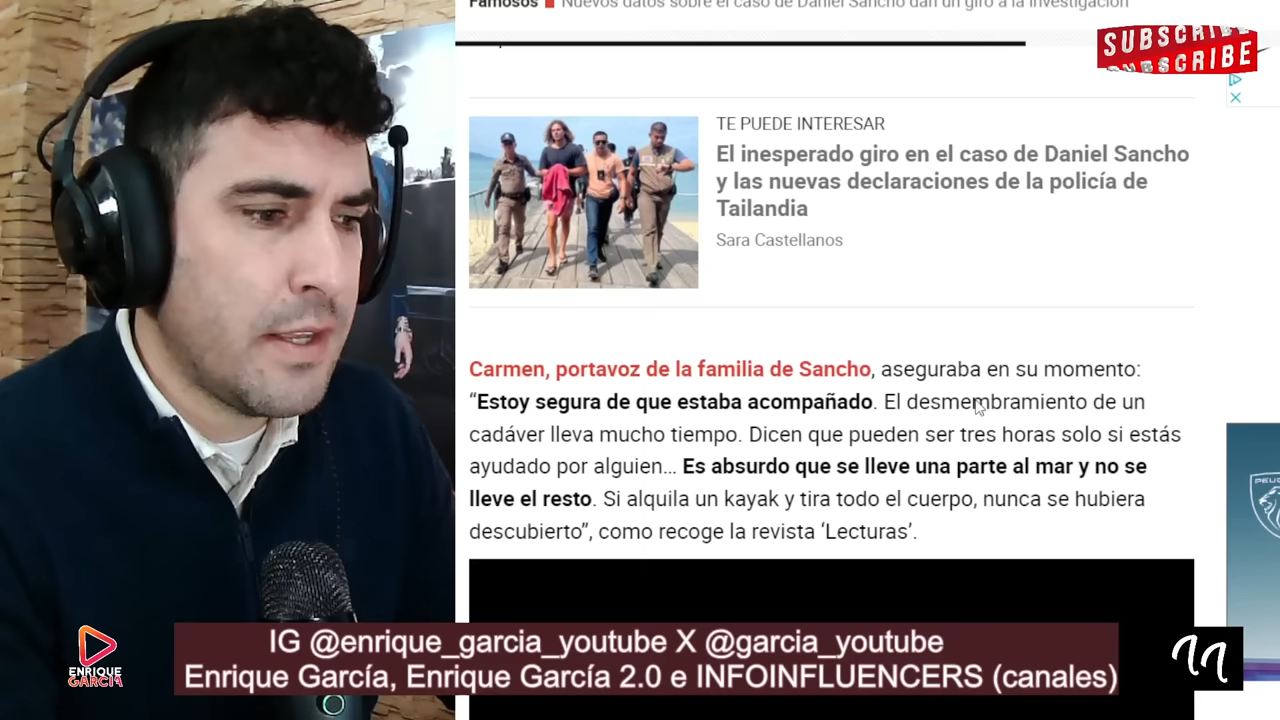 Famosos Nuevos datos sobre el caso de Daniel Sancho dan un giro a la investigación
SUBSCRIBE
SUBSCRIBE
TE PUEDE INTERESAR
El inesperado giro en el caso de Daniel Sancho
y las nuevas declaraciones de la policía de
Tailandia
Sara Castellanos
Carmen, portavoz de la familia de Sancho, aseguraba en su momento:
“Estoy segura de que estaba acompañado. El desmembramiento de un
cadáver lleva mucho tiempo. Dicen que pueden ser tres horas solo si estás
ayudado por alguien… Es absurdo que se lleve una parte al mar y no se
lleve el resto. Si alquila un kayak y tira todo el cuerpo, nunca se hubiera
descubierto”, como recoge la revista ‘Lecturas’.
IG @enrique_garcia_youtube X @garcia_youtube
Enrique García, Enrique García 2.0 e INFOINFLUENCERS (canales)
ENRIQUE
GARCÍA